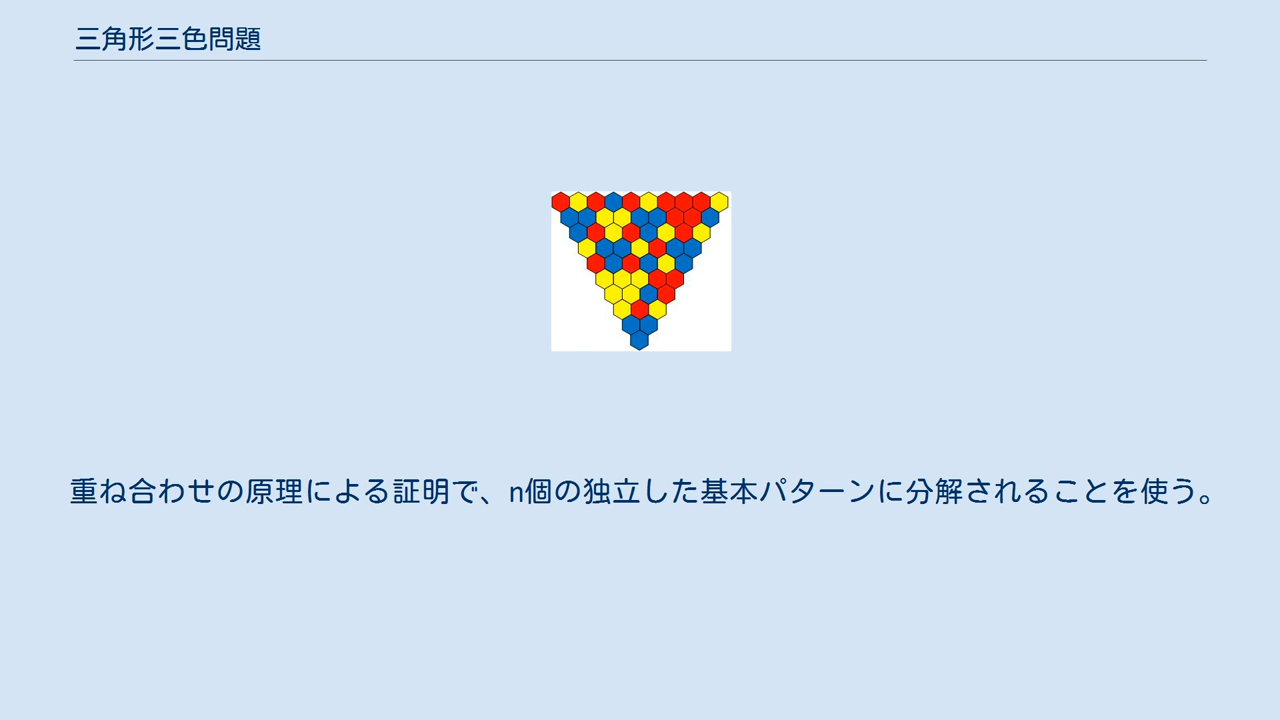 三角形三色問題
重ね合わせの原理による証明で、n個の独立した基本パターンに分解されることを使う。